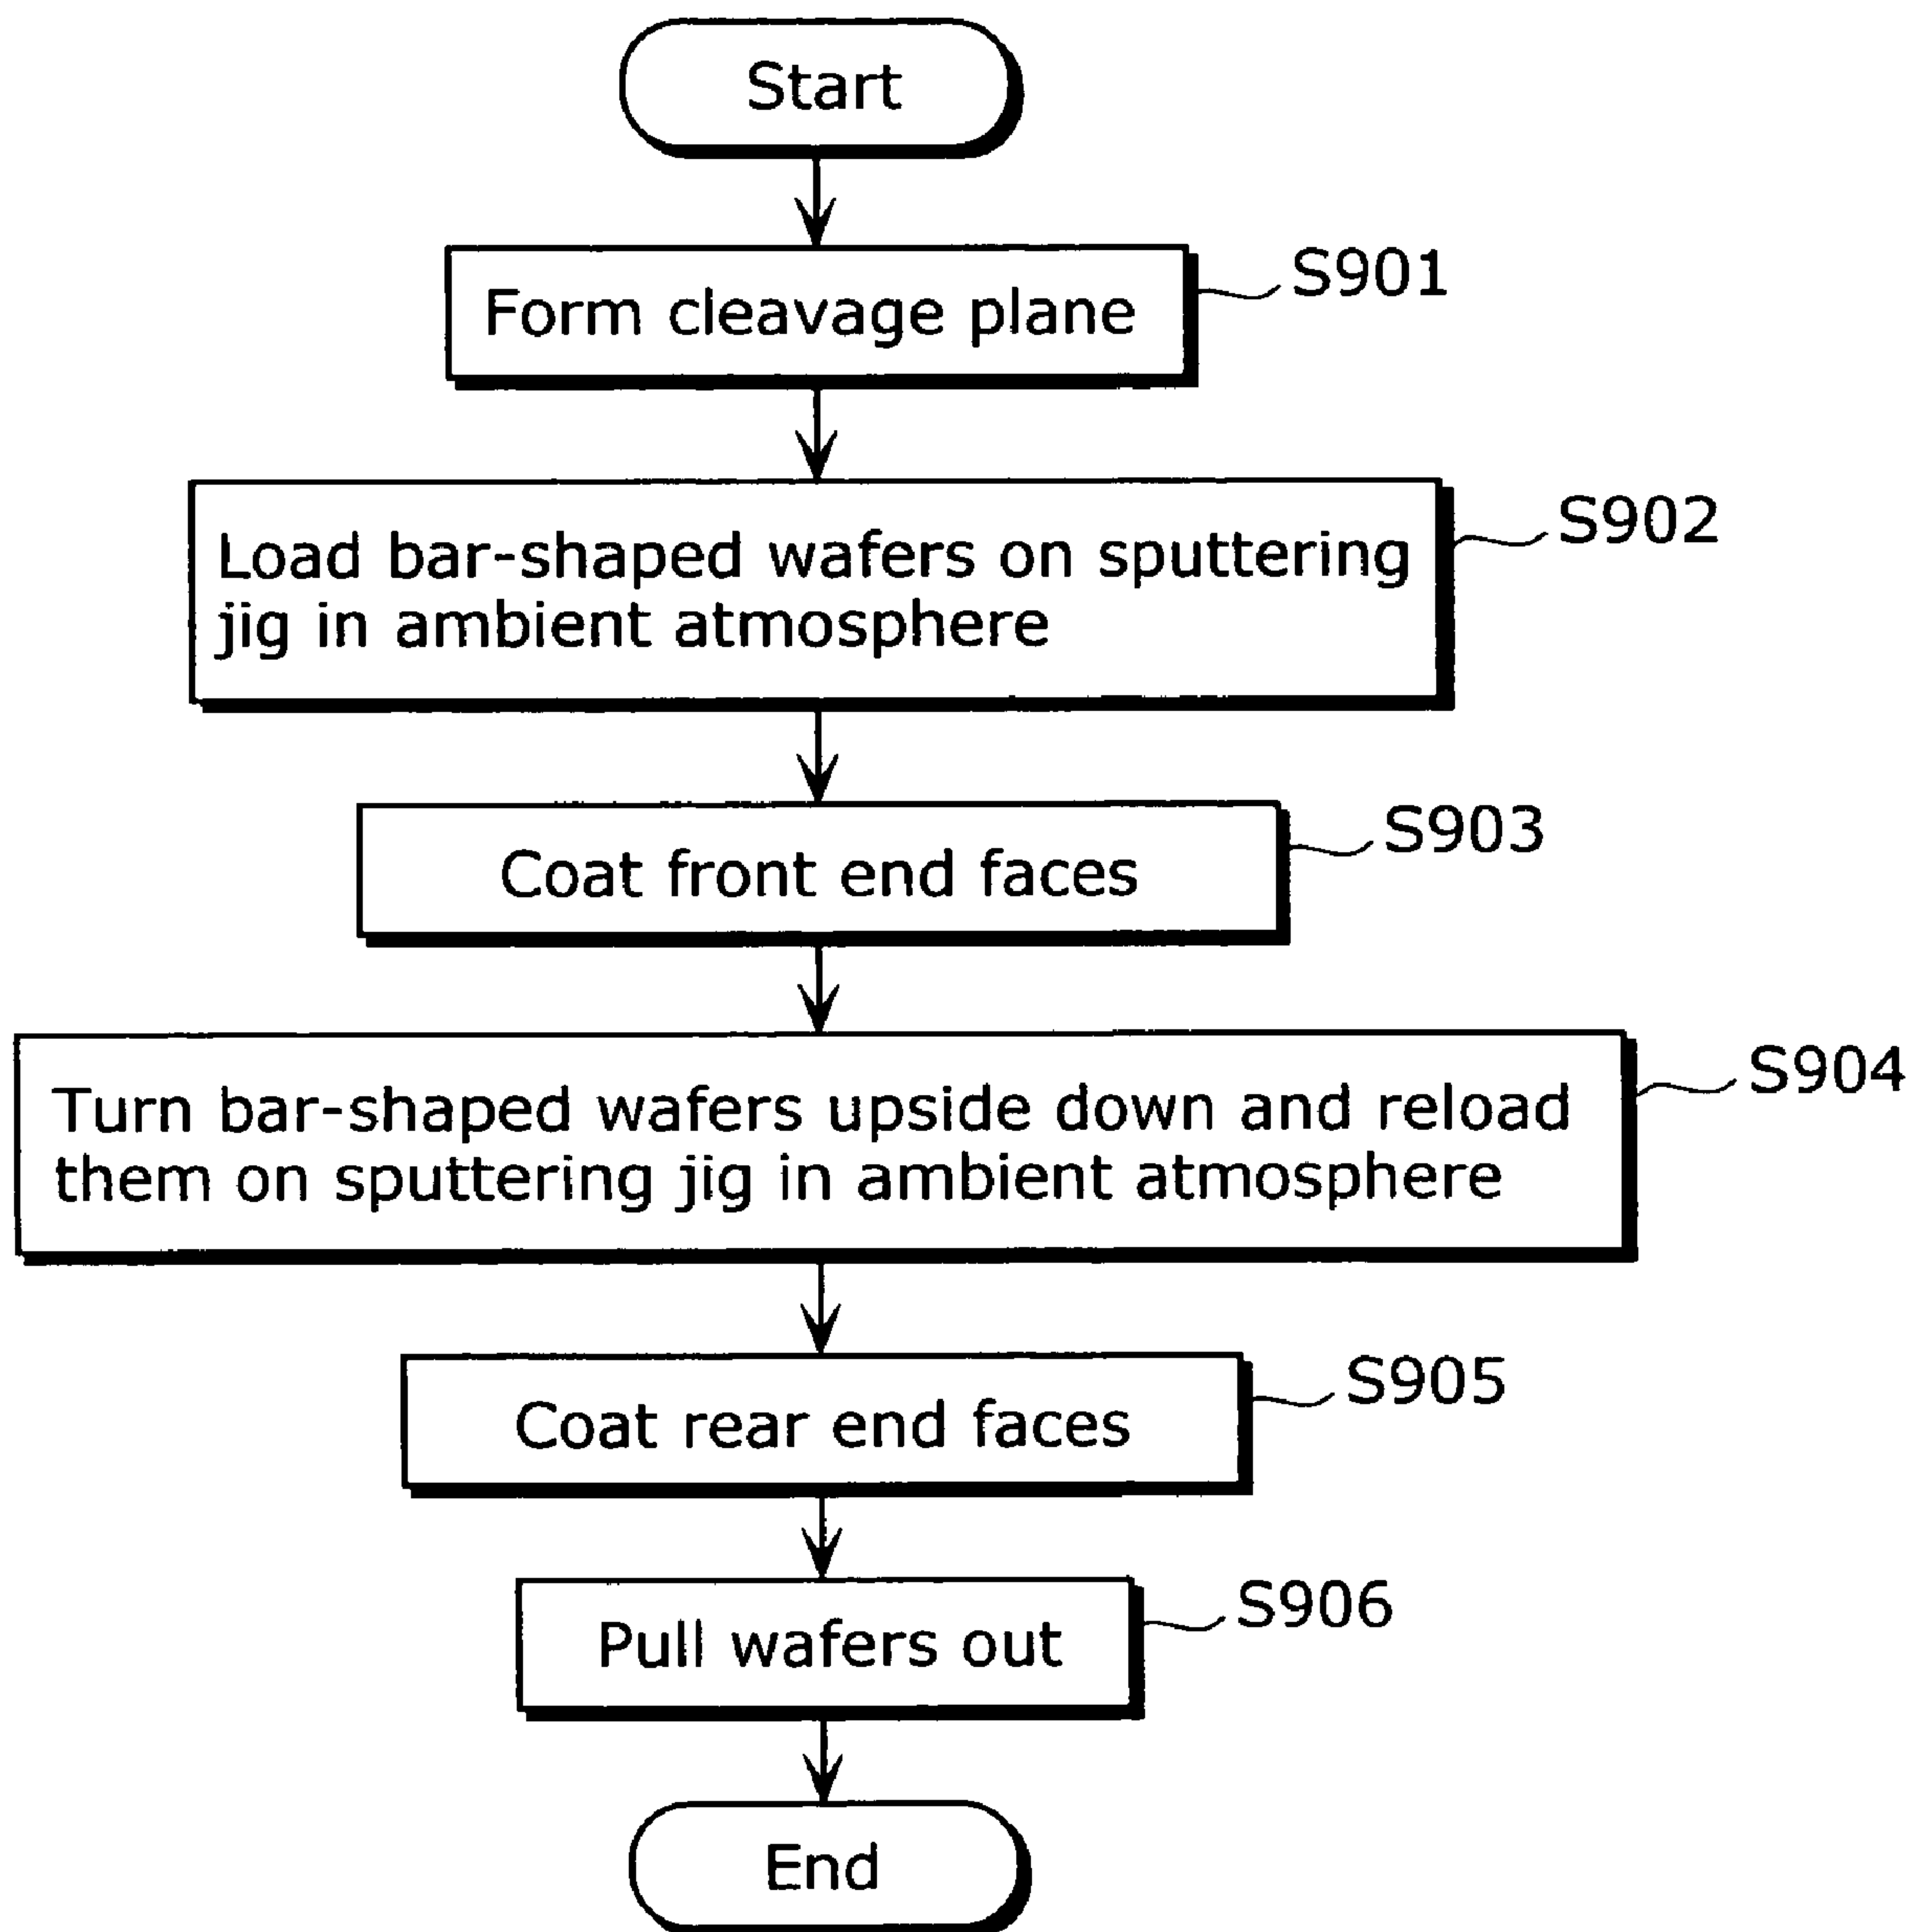 Start
Form cleavage plane
S901
Load bar-shaped wafers on sputtering
jig in ambient atmosphere
S902
Coat front end faces
S903
Turn bar-shaped wafers upside down and reload
them on sputtering jig in ambient atmosphere
S904
Coat rear end faces
S905
Pull wafers out
S906
End